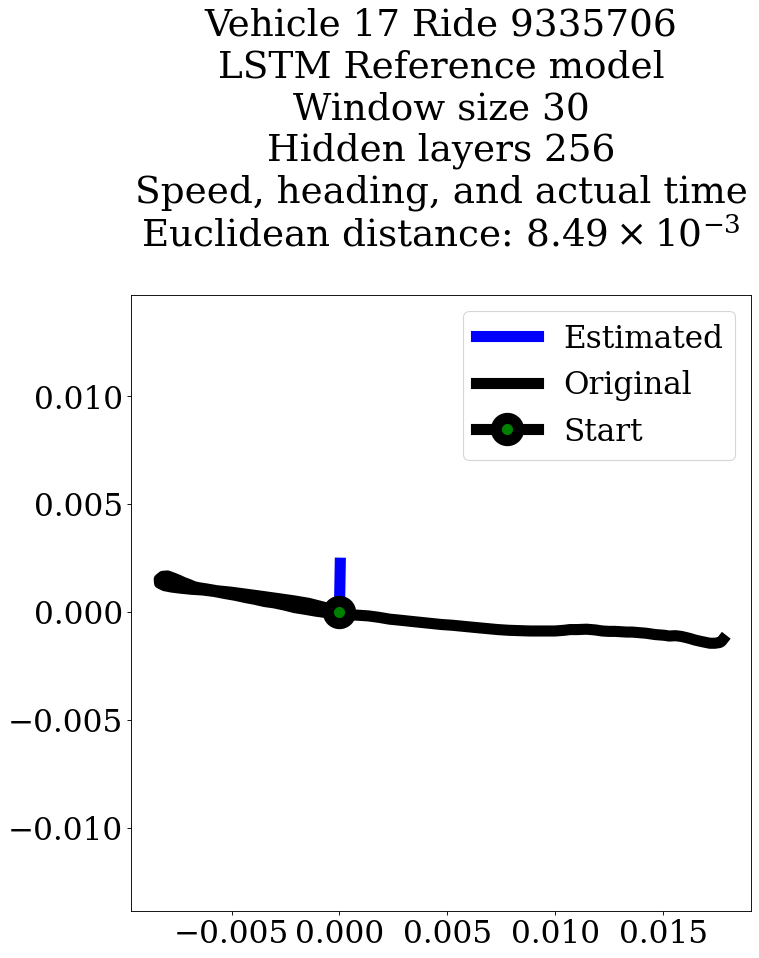 Vehicle 17 Ride 9335706
LSTM Reference model
Window size 30
Hidden layers 256
Speed, heading, and actual time
Euclidean distance: 8.49 × 10⁻³
Estimated
Original
Start
0.010
0.005
0.000
−0.005
−0.010
−0.005 0.000 0.005 0.010 0.015